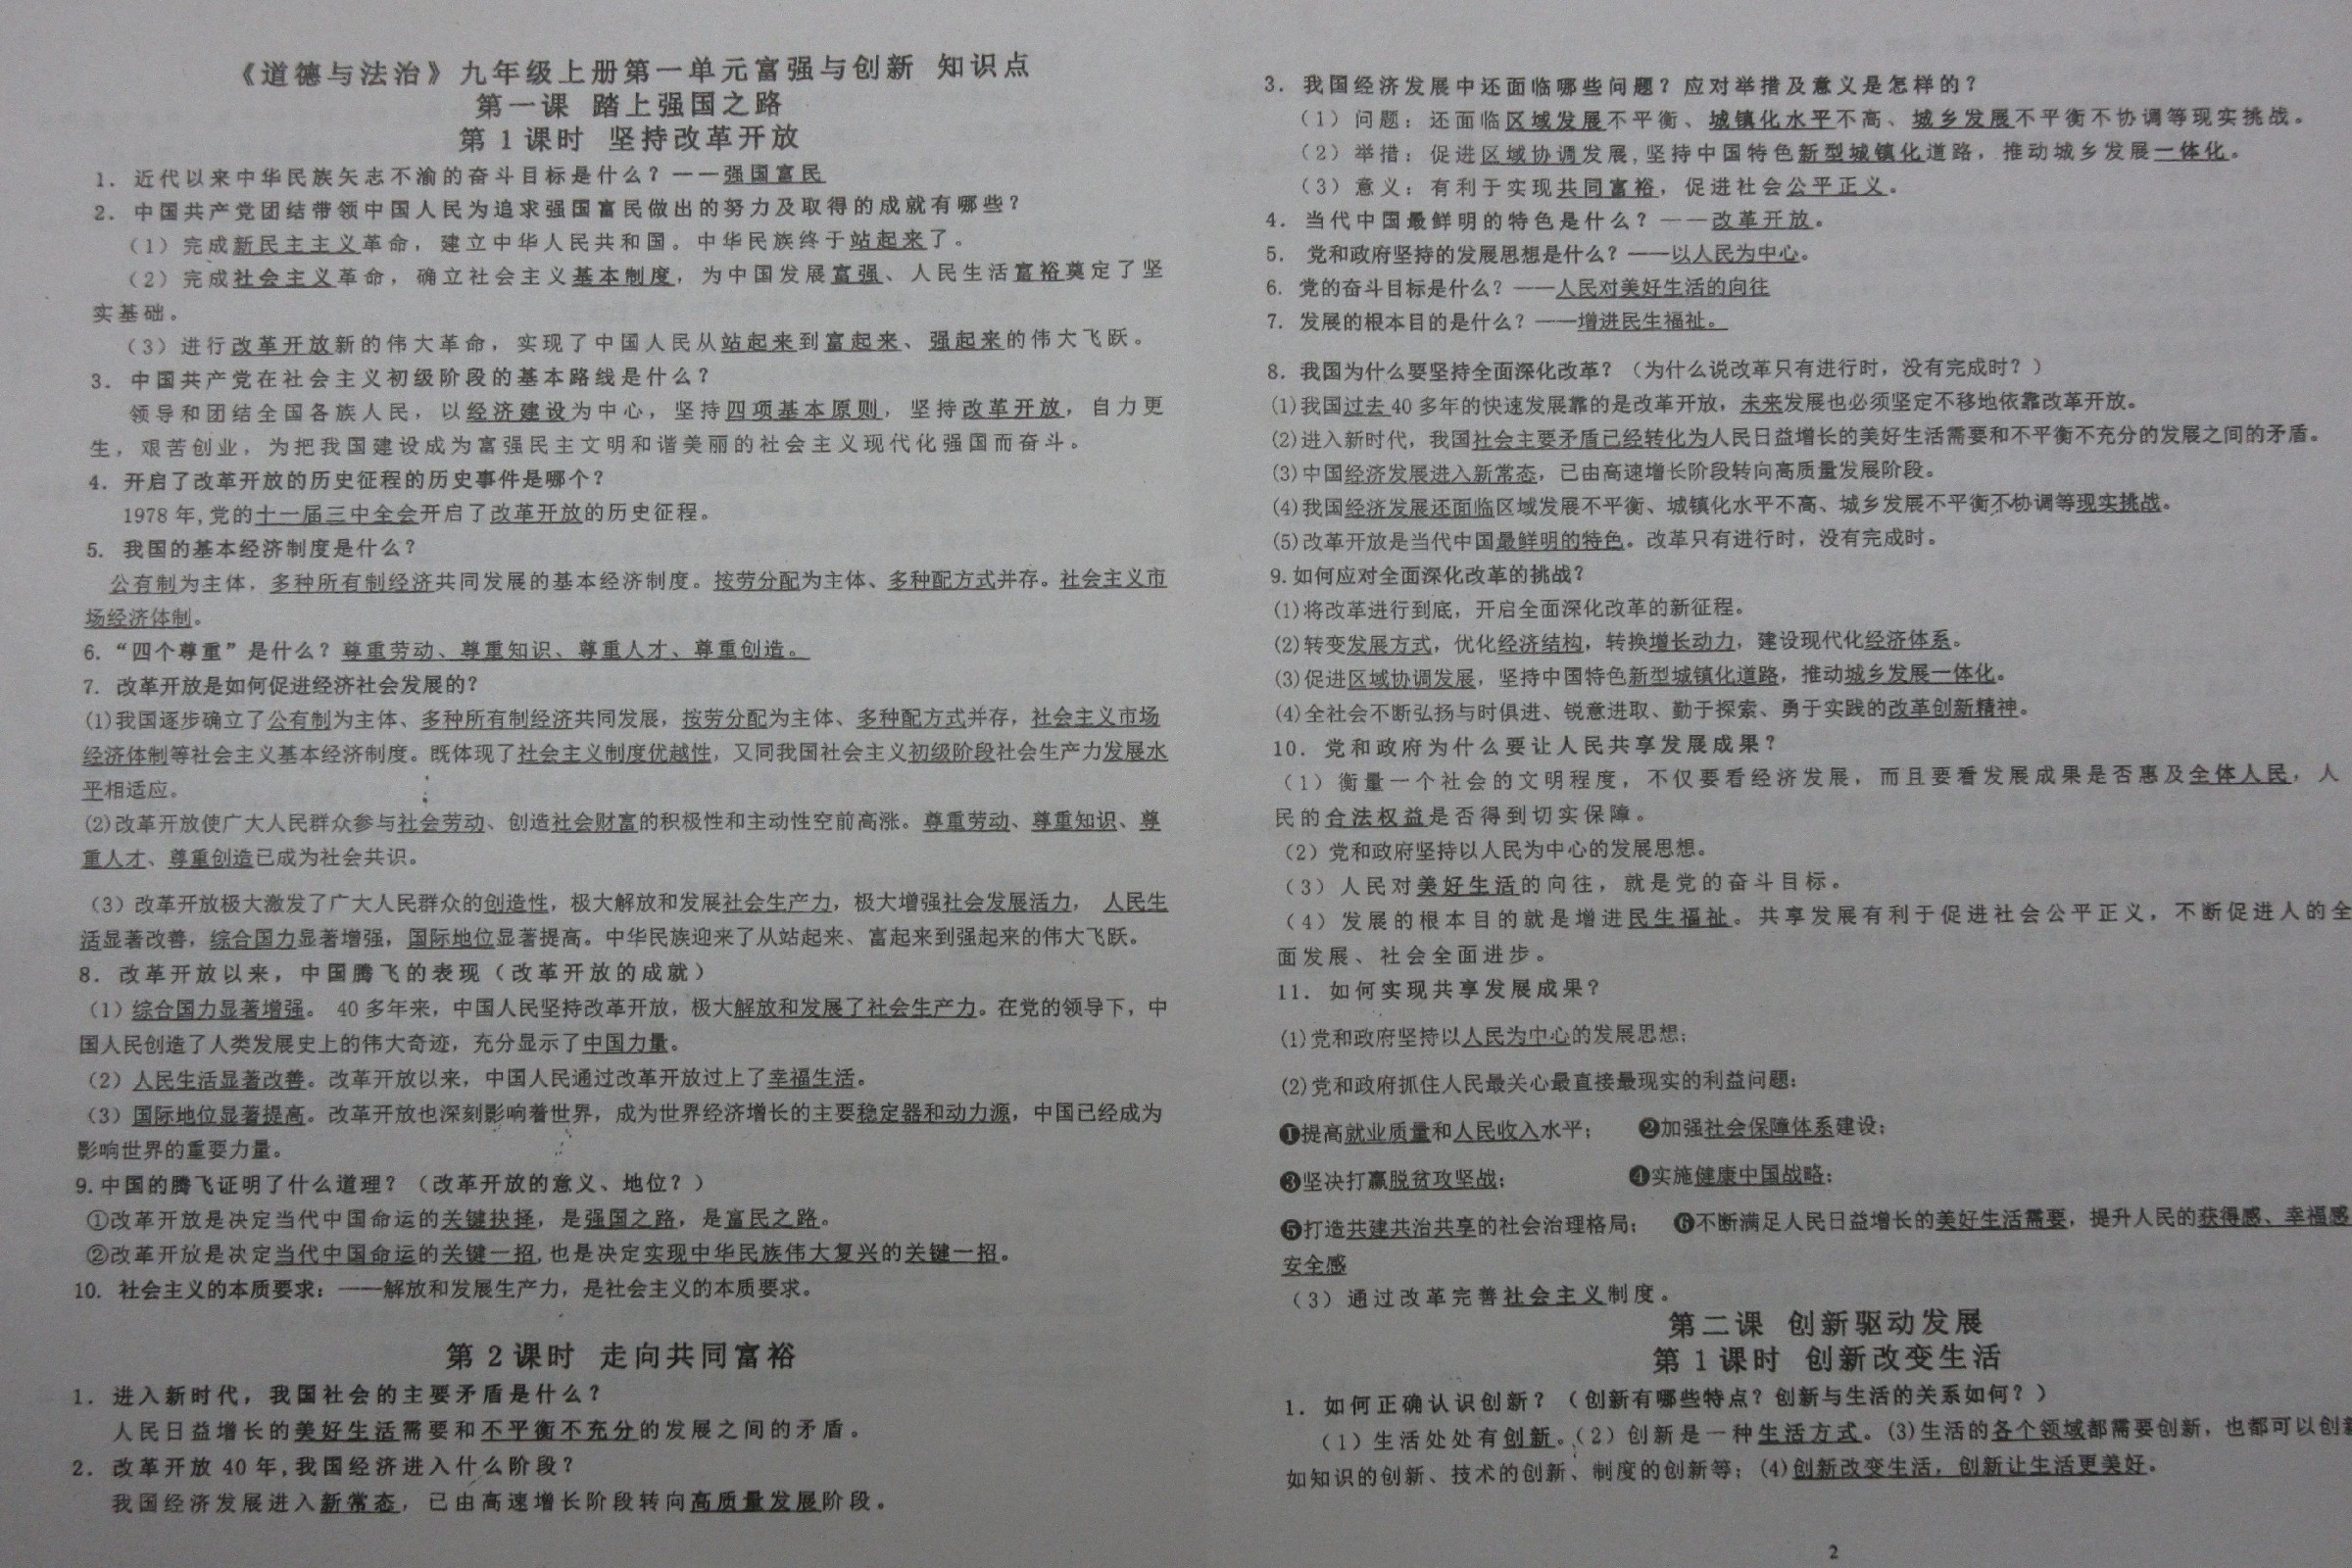 《道德与法治》九年级上册第一单元富强与创新 知识点
第一课 踏上强国之路
第 1 课时 坚持改革开放
1. 近代以来中华民族矢志不渝的奋斗目标是什么？——强国富民
2. 中国共产党团结带领中国人民为追求强国富民做出的努力及取得的成就有哪些？
（1）完成新民主主义革命，建立中华人民共和国。中华民族终于站起来了。
（2）完成社会主义革命，确立社会主义基本制度，为中国发展富强、人民生活富裕奠定了坚
实基础。
（3）进行改革开放新的伟大革命，实现了中国人民从站起来到富起来、强起来的伟大飞跃。
3. 中国共产党在社会主义初级阶段的基本路线是什么？
领导和团结全国各族人民，以经济建设为中心，坚持四项基本原则，坚持改革开放，自力更
生，艰苦创业，为把我国建设成为富强民主文明和谐美丽的社会主义现代化强国而奋斗。
4. 开启了改革开放的历史征程的历史事件是哪个？
1978 年,党的十一届三中全会开启了改革开放的历史征程。
5. 我国的基本经济制度是什么？
公有制为主体，多种所有制经济共同发展的基本经济制度。按劳分配为主体、多种配方式并存。社会主义市
场经济体制。
6. “四个尊重”是什么？尊重劳动、尊重知识、尊重人才、尊重创造。
7. 改革开放是如何促进经济社会发展的？
(1)我国逐步确立了公有制为主体、多种所有制经济共同发展，按劳分配为主体、多种配方式并存，社会主义市场
经济体制等社会主义基本经济制度。既体现了社会主义制度优越性，又同我国社会主义初级阶段社会生产力发展水
平相适应。
(2)改革开放使广大人民群众参与社会劳动、创造社会财富的积极性和主动性空前高涨。尊重劳动、尊重知识、尊
重人才、尊重创造已成为社会共识。
（3）改革开放极大激发了广大人民群众的创造性，极大解放和发展社会生产力，极大增强社会发展活力， 人民生
活显著改善，综合国力显著增强，国际地位显著提高。中华民族迎来了从站起来、富起来到强起来的伟大飞跃。
8. 改革开放以来，中国腾飞的表现（改革开放的成就）
（1）综合国力显著增强。 40 多年来，中国人民坚持改革开放，极大解放和发展了社会生产力。在党的领导下，中
国人民创造了人类发展史上的伟大奇迹，充分显示了中国力量。
（2）人民生活显著改善。改革开放以来，中国人民通过改革开放过上了幸福生活。
（3）国际地位显著提高。改革开放也深刻影响着世界，成为世界经济增长的主要稳定器和动力源，中国已经成为
影响世界的重要力量。
9.中国的腾飞证明了什么道理？（改革开放的意义、地位？）
①改革开放是决定当代中国命运的关键抉择，是强国之路，是富民之路。
②改革开放是决定当代中国命运的关键一招,也是决定实现中华民族伟大复兴的关键一招。
10. 社会主义的本质要求：——解放和发展生产力，是社会主义的本质要求。
第 2 课时 走向共同富裕
1. 进入新时代，我国社会的主要矛盾是什么？
人民日益增长的美好生活需要和不平衡不充分的发展之间的矛盾。
2. 改革开放 40 年,我国经济进入什么阶段？
我国经济发展进入新常态，已由高速增长阶段转向高质量发展阶段。
3. 我国经济发展中还面临哪些问题？应对举措及意义是怎样的？
（1）问题：还面临区域发展不平衡、城镇化水平不高、城乡发展不平衡不协调等现实挑战。
（2）举措：促进区域协调发展,坚持中国特色新型城镇化道路，推动城乡发展一体化。
（3）意义：有利于实现共同富裕，促进社会公平正义。
4. 当代中国最鲜明的特色是什么？——改革开放。
5. 党和政府坚持的发展思想是什么？——以人民为中心。
6. 党的奋斗目标是什么？——人民对美好生活的向往
7. 发展的根本目的是什么？——增进民生福祉。
8. 我国为什么要坚持全面深化改革？（为什么说改革只有进行时，没有完成时？）
(1)我国过去 40 多年的快速发展靠的是改革开放，未来发展也必须坚定不移地依靠改革开放。
(2)进入新时代，我国社会主要矛盾已经转化为人民日益增长的美好生活需要和不平衡不充分的发展之间的矛盾。
(3)中国经济发展进入新常态，已由高速增长阶段转向高质量发展阶段。
(4)我国经济发展还面临区域发展不平衡、城镇化水平不高、城乡发展不平衡不协调等现实挑战。
(5)改革开放是当代中国最鲜明的特色。改革只有进行时，没有完成时。
9.如何应对全面深化改革的挑战？
(1)将改革进行到底，开启全面深化改革的新征程。
(2)转变发展方式，优化经济结构，转换增长动力，建设现代化经济体系。
(3)促进区域协调发展，坚持中国特色新型城镇化道路，推动城乡发展一体化。
(4)全社会不断弘扬与时俱进、锐意进取、勤于探索、勇于实践的改革创新精神。
10. 党和政府为什么要让人民共享发展成果？
（1）衡量一个社会的文明程度，不仅要看经济发展，而且要看发展成果是否惠及全体人民，人
民的合法权益是否得到切实保障。
（2）党和政府坚持以人民为中心的发展思想。
（3）人民对美好生活的向往，就是党的奋斗目标。
（4）发展的根本目的就是增进民生福祉。共享发展有利于促进社会公平正义，不断促进人的全
面发展、社会全面进步。
11. 如何实现共享发展成果？
(1)党和政府坚持以人民为中心的发展思想；
(2)党和政府抓住人民最关心最直接最现实的利益问题：
❶提高就业质量和人民收入水平； ❷加强社会保障体系建设；
❸坚决打赢脱贫攻坚战； ❹实施健康中国战略；
❺打造共建共治共享的社会治理格局； ❻不断满足人民日益增长的美好生活需要，提升人民的获得感、幸福感
安全感
（3）通过改革完善社会主义制度。
第二课 创新驱动发展
第 1 课时 创新改变生活
1. 如何正确认识创新？（创新有哪些特点？创新与生活的关系如何？）
（1）生活处处有创新。（2）创新是一种生活方式。(3)生活的各个领域都需要创新，也都可以创新
如知识的创新、技术的创新、制度的创新等；(4)创新改变生活，创新让生活更美好。
2